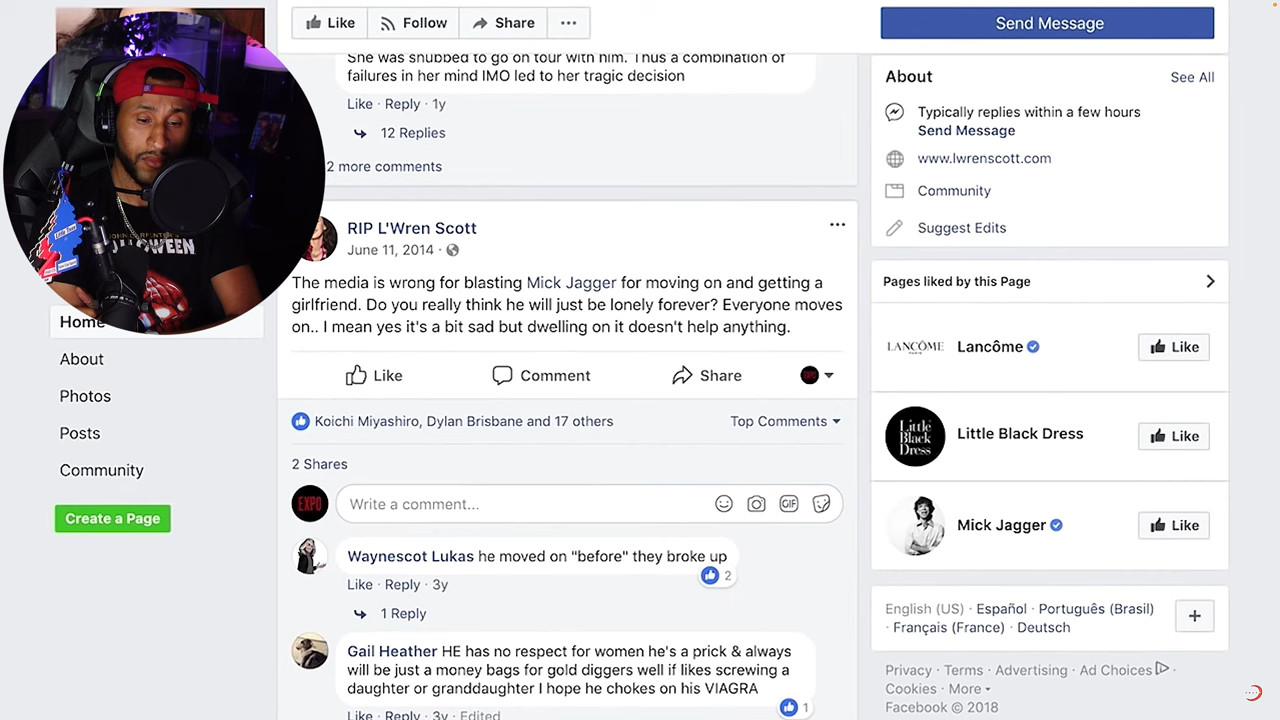 Like
Follow
Share
Send Message
She was snubbed to go on tour with him. Thus a combination of
failures in her mind IMO led to her tragic decision
Like · Reply · 1y
12 Replies
2 more comments
RIP L'Wren Scott
June 11, 2014 ·
The media is wrong for blasting Mick Jagger for moving on and getting a
girlfriend. Do you really think he will just be lonely forever? Everyone moves
on.. I mean yes it's a bit sad but dwelling on it doesn't help anything.
Like
Comment
Share
Koichi Miyashiro, Dylan Brisbane and 17 others
Top Comments
2 Shares
EXPO
Write a comment...
GIF
Waynescot Lukas he moved on "before" they broke up
2
Like · Reply · 3y
1 Reply
Gail Heather HE has no respect for women he's a prick & always
will be just a money bags for gold diggers well if likes screwing a
daughter or granddaughter I hope he chokes on his VIAGRA
1
Like · Reply · 3y · Edited
JOHN CARPENTER'S
HALLOWEEN
Home
About
Photos
Posts
Community
Create a Page
About
See All
Typically replies within a few hours
Send Message
www.lwrenscott.com
Community
Suggest Edits
Pages liked by this Page
LANCÔME
PARIS
Lancôme
Like
Little
Black
Dress
Little Black Dress
Like
Mick Jagger
Like
English (US) · Español · Português (Brasil)
· Français (France) · Deutsch
Privacy · Terms · Advertising · Ad Choices ·
Cookies · More
Facebook © 2018